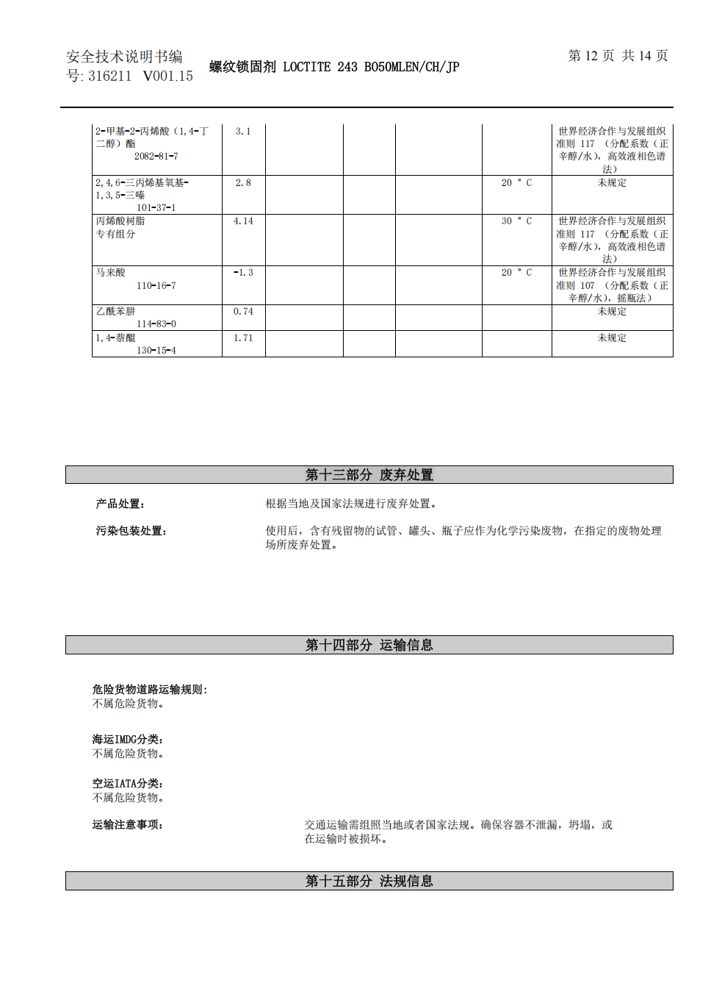 安全技术说明书编
号: 316211 V001.15
螺纹锁固剂 LOCTITE 243 BO50MLEN/CH/JP
第 12 页 共 14 页
2-甲基-2-丙烯酸（1,4-丁
二醇）酯
2082-81-7
3.1
世界经济合作与发展组织
准则 117 （分配系数（正
辛醇/水），高效液相色谱
法）
2,4,6-三丙烯基氧基-
1,3,5-三嗪
101-37-1
2.8
20 °C
未规定
丙烯酸树脂
专有组分
4.14
30 °C
世界经济合作与发展组织
准则 117 （分配系数（正
辛醇/水），高效液相色谱
法）
马来酸
110-16-7
-1.3
20 °C
世界经济合作与发展组织
准则 107 （分配系数（正
辛醇/水），摇瓶法）
乙酰苯肼
114-83-0
0.74
未规定
1,4-萘醌
130-15-4
1.71
未规定
第十三部分 废弃处置
产品处置：
根据当地及国家法规进行废弃处置。
污染包装处置：
使用后，含有残留物的试管、罐头、瓶子应作为化学污染废物，在指定的废物处理
场所废弃处置。
第十四部分 运输信息
危险货物道路运输规则:
不属危险货物。
海运IMDG分类：
不属危险货物。
空运IATA分类：
不属危险货物。
运输注意事项：
交通运输需组照当地或者国家法规。确保容器不泄漏，坍塌，或
在运输时被损坏。
第十五部分 法规信息